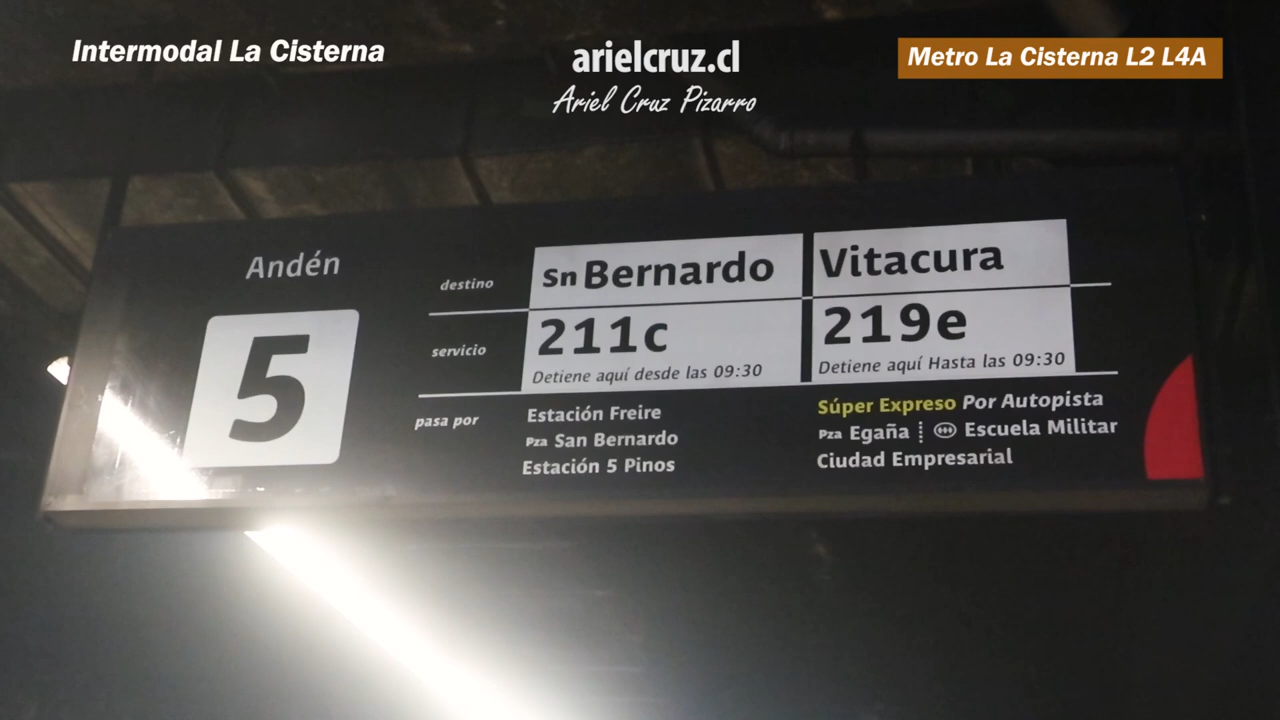 Intermodal La Cisterna
arielcruz.cl
Ariel Cruz Pizarro
Metro La Cisterna L2 L4A
Andén
5
destino
Sn Bernardo
Vitacura
servicio
211c
Detiene aquí desde las 09:30
219e
Detiene aquí Hasta las 09:30
pasa por
Estación Freire
Pza San Bernardo
Estación 5 Pinos
Súper Expreso Por Autopista
Pza Egaña Escuela Militar
Ciudad Empresarial